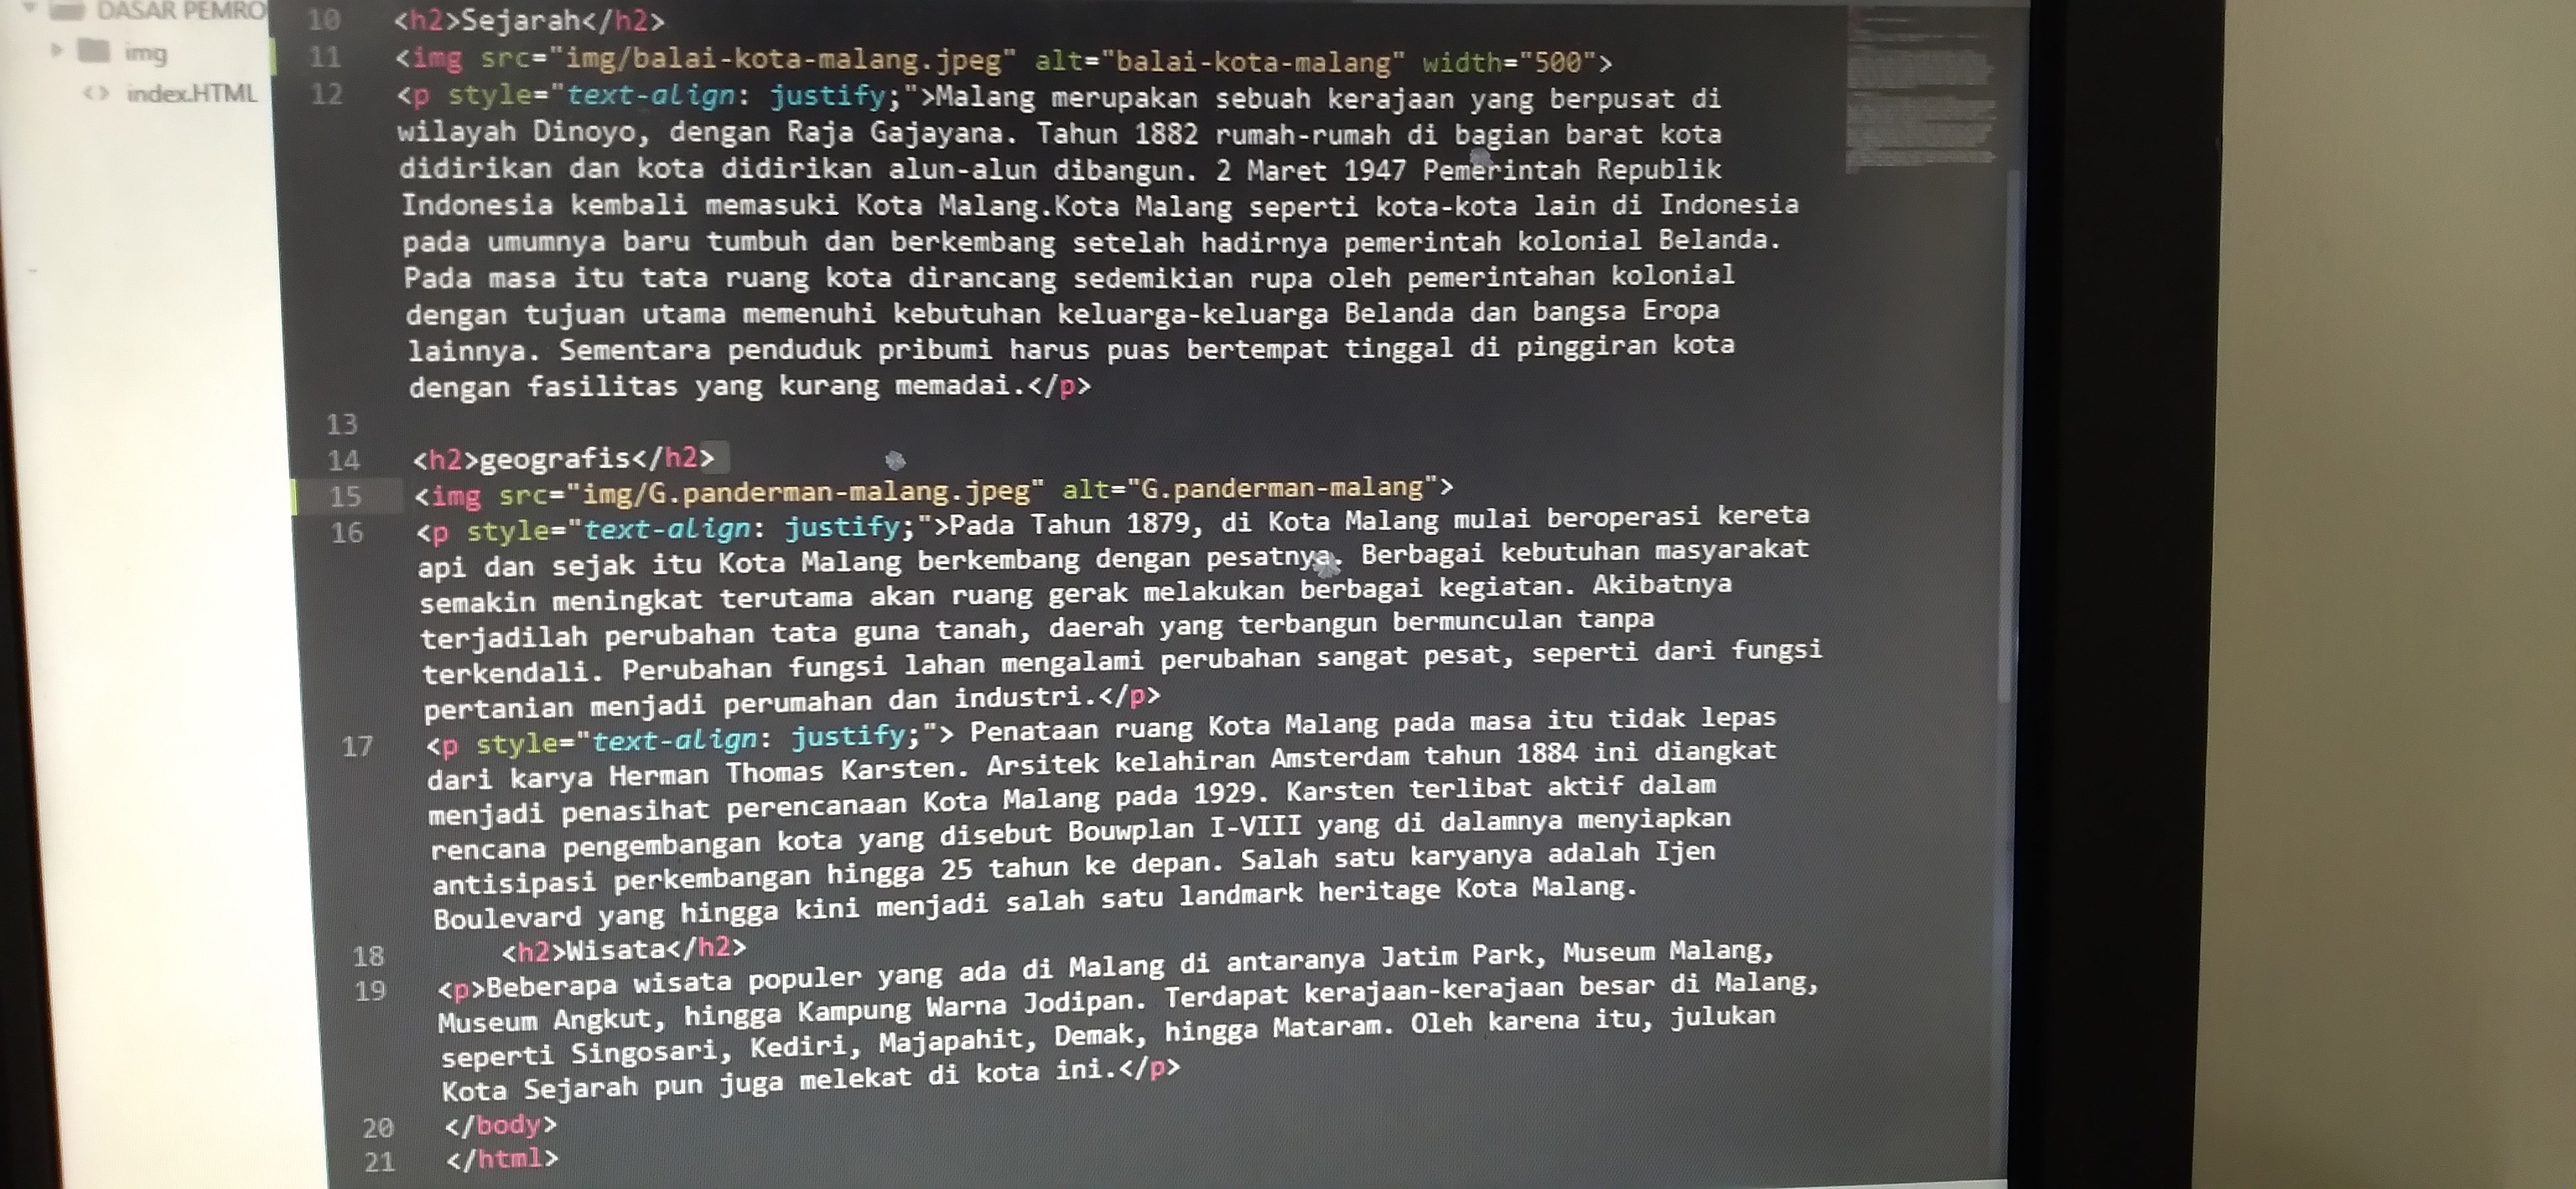 DASAR PEMRO
img
index.HTML
10 <h2>Sejarah</h2>
11 <img src="img/balai-kota-malang.jpeg" alt="balai-kota-malang" width="500">
12 <p style="text-align: justify;">Malang merupakan sebuah kerajaan yang berpusat di
wilayah Dinoyo, dengan Raja Gajayana. Tahun 1882 rumah-rumah di bagian barat kota
didirikan dan kota didirikan alun-alun dibangun. 2 Maret 1947 Pemerintah Republik
Indonesia kembali memasuki Kota Malang.Kota Malang seperti kota-kota lain di Indonesia
pada umumnya baru tumbuh dan berkembang setelah hadirnya pemerintah kolonial Belanda.
Pada masa itu tata ruang kota dirancang sedemikian rupa oleh pemerintahan kolonial
dengan tujuan utama memenuhi kebutuhan keluarga-keluarga Belanda dan bangsa Eropa
lainnya. Sementara penduduk pribumi harus puas bertempat tinggal di pinggiran kota
dengan fasilitas yang kurang memadai.</p>
13
14 <h2>geografis</h2>
15 <img src="img/G.panderman-malang.jpeg" alt="G.panderman-malang">
16 <p style="text-align: justify;">Pada Tahun 1879, di Kota Malang mulai beroperasi kereta
api dan sejak itu Kota Malang berkembang dengan pesatnya. Berbagai kebutuhan masyarakat
semakin meningkat terutama akan ruang gerak melakukan berbagai kegiatan. Akibatnya
terjadilah perubahan tata guna tanah, daerah yang terbangun bermunculan tanpa
terkendali. Perubahan fungsi lahan mengalami perubahan sangat pesat, seperti dari fungsi
pertanian menjadi perumahan dan industri.</p>
17 <p style="text-align: justify;"> Penataan ruang Kota Malang pada masa itu tidak lepas
dari karya Herman Thomas Karsten. Arsitek kelahiran Amsterdam tahun 1884 ini diangkat
menjadi penasihat perencanaan Kota Malang pada 1929. Karsten terlibat aktif dalam
rencana pengembangan kota yang disebut Bouwplan I-VIII yang di dalamnya menyiapkan
antisipasi perkembangan hingga 25 tahun ke depan. Salah satu karyanya adalah Ijen
Boulevard yang hingga kini menjadi salah satu landmark heritage Kota Malang.
18 <h2>Wisata</h2>
19 <p>Beberapa wisata populer yang ada di Malang di antaranya Jatim Park, Museum Malang,
Museum Angkut, hingga Kampung Warna Jodipan. Terdapat kerajaan-kerajaan besar di Malang,
seperti Singosari, Kediri, Majapahit, Demak, hingga Mataram. Oleh karena itu, julukan
Kota Sejarah pun juga melekat di kota ini.</p>
20 </body>
21 </html>